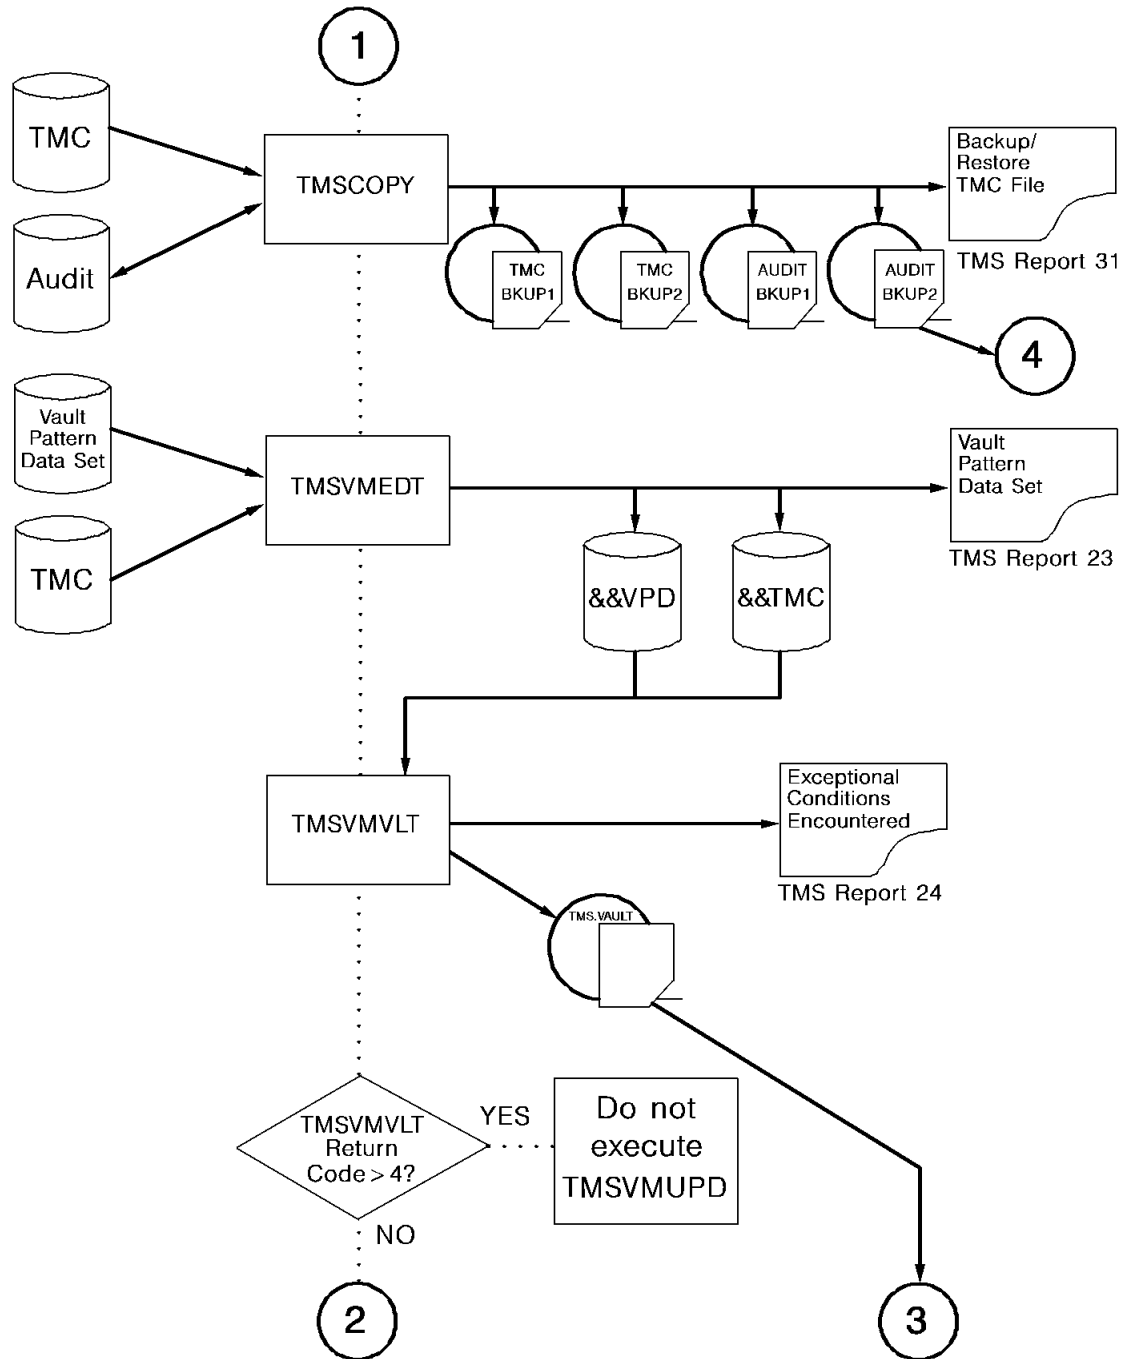 1
TMC
TMSCOPY
Backup/
Restore
TMC File
Audit
TMC
BKUP1
TMC
BKUP2
AUDIT
BKUP1
AUDIT
BKUP2
TMS Report 31
4
Vault
Pattern
Data Set
TMSVMEDT
Vault
Pattern
Data Set
TMC
TMS Report 23
&&VPD
&&TMC
TMSVMVLT
Exceptional
Conditions
Encountered
TMS Report 24
TMS.VAULT
TMSVMVLT
Return
Code > 4?
YES
Do not
execute
TMSVMUPD
NO
2
3